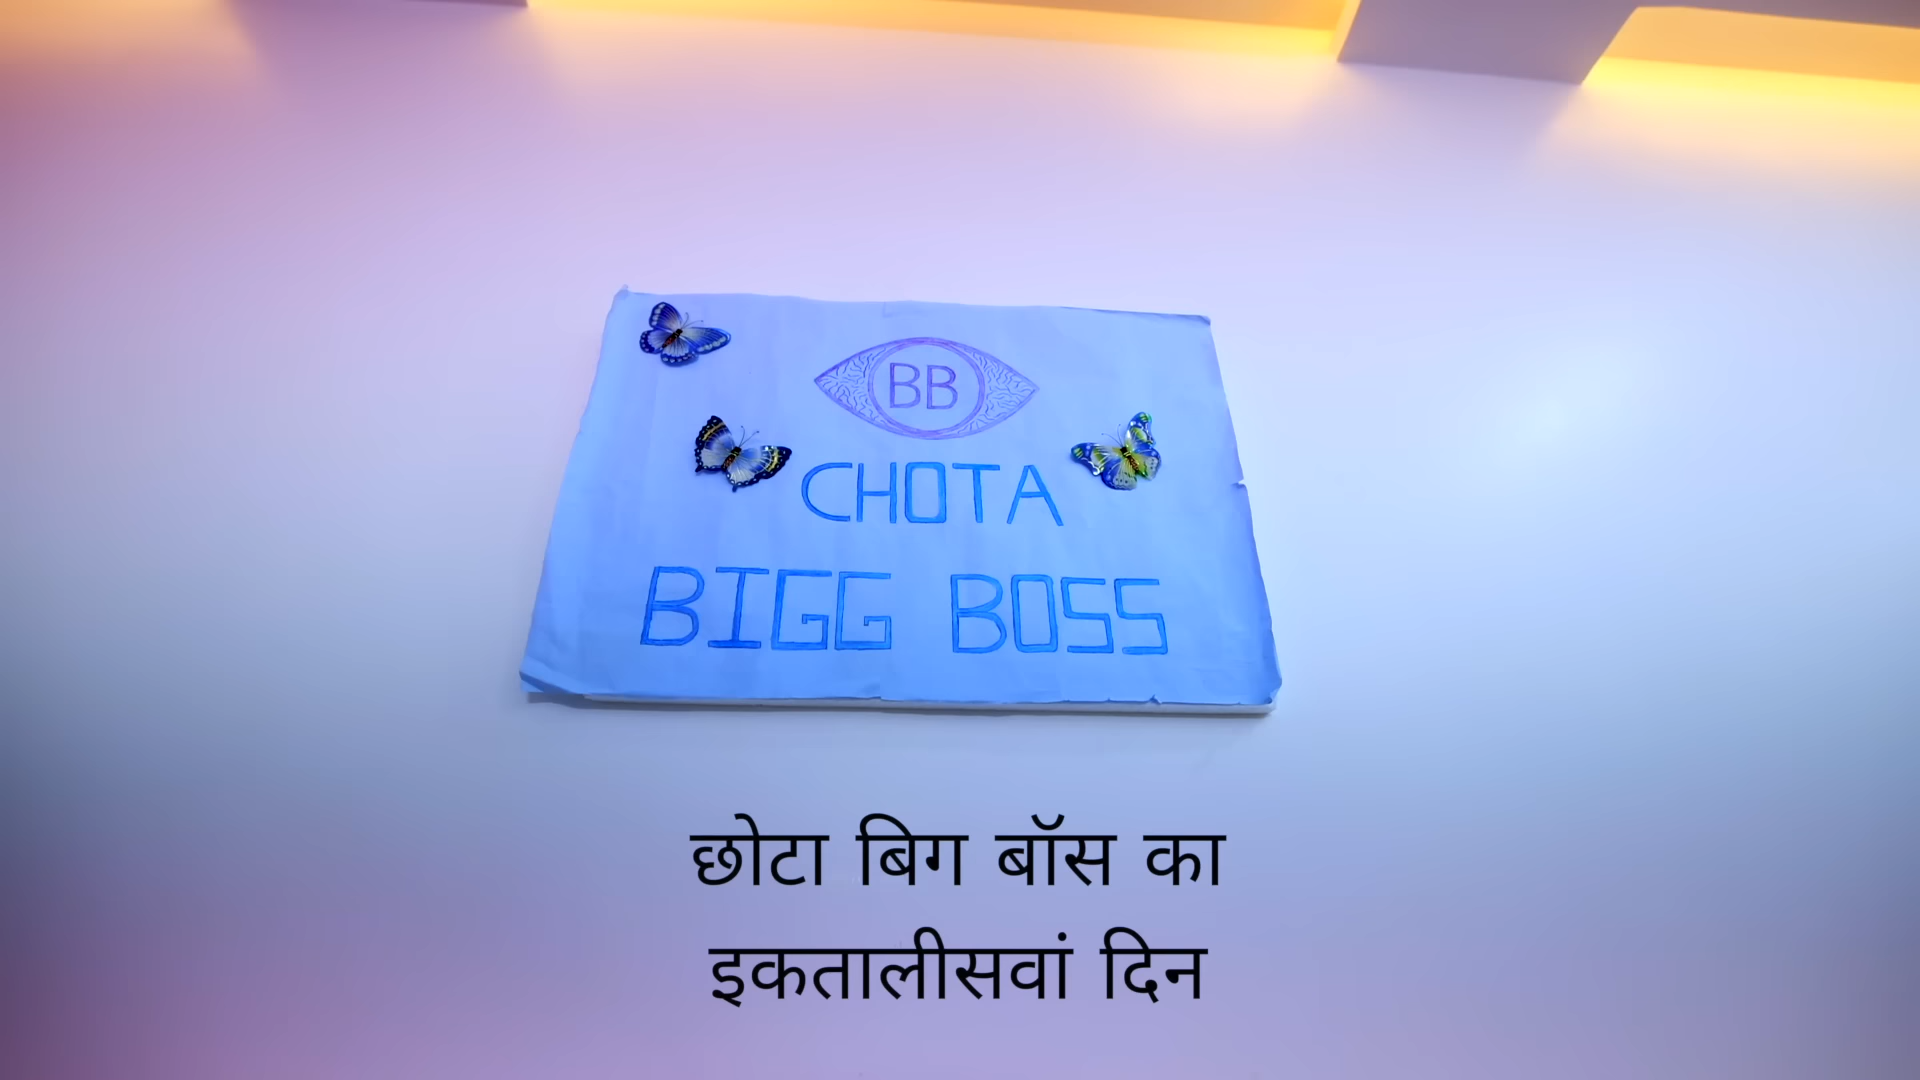 BB
CHOTA
BIGG BOSS
छोटा बिग बॉस का
इकतालीसवां दिन